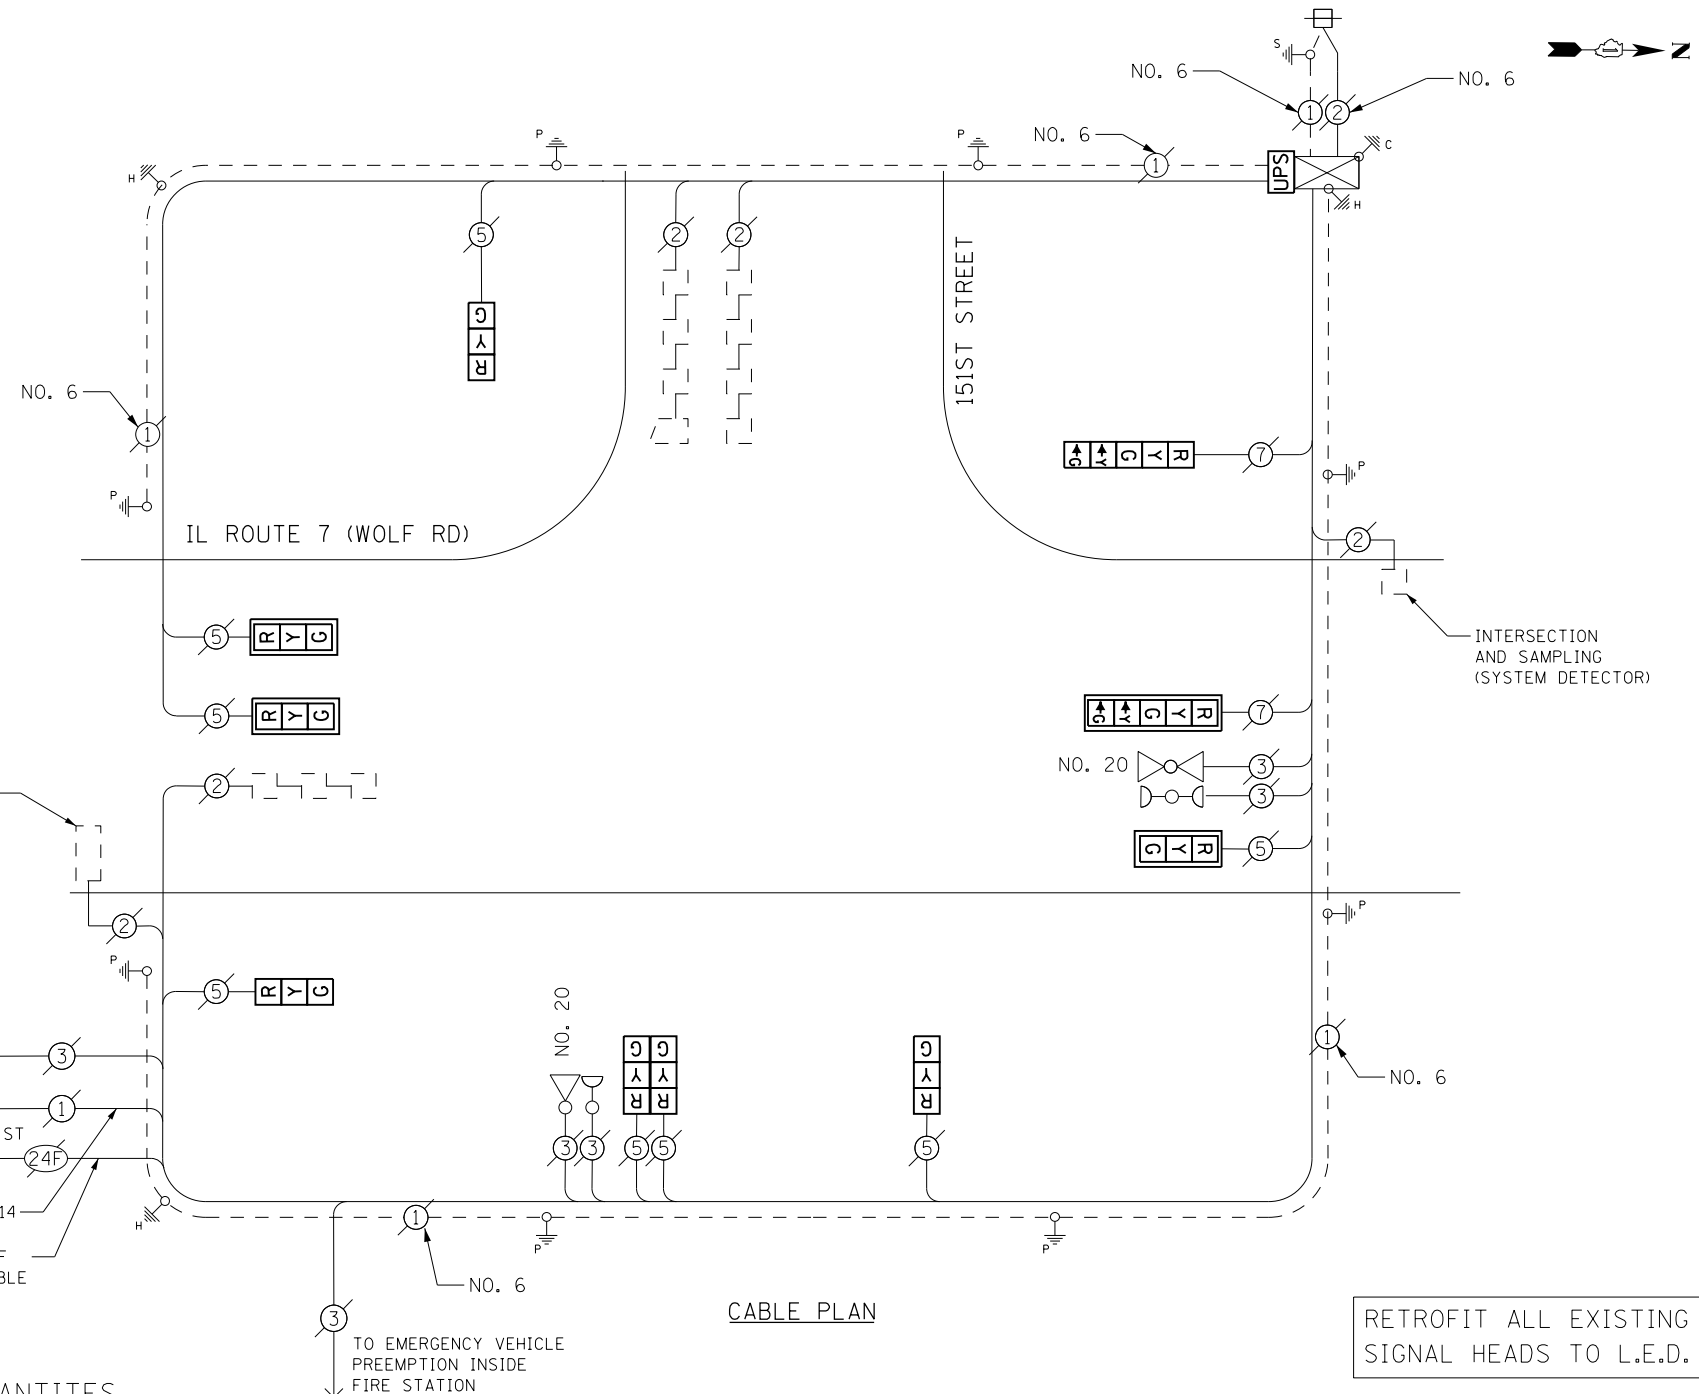 NO. 6
S
1
2
NO. 6
N
P
P
NO. 6
1
C
UPS
H
H
5
2
2
G Y R
151ST STREET
NO. 6
1
P
G Y G Y R
7
P
IL ROUTE 7 (WOLF RD)
2
INTERSECTION
AND SAMPLING
(SYSTEM DETECTOR)
5
R Y G
5
R Y G
G Y G Y R
7
2
NO. 20
3
3
G Y R
5
2
P
P
5
R Y G
NO. 20
G Y R
G Y R
G Y R
1
NO. 6
3
1
ST
24F
3
3
5
5
5
14
F
BLE
H
1
P
P
NO. 6
3
CABLE PLAN
TO EMERGENCY VEHICLE
PREEMPTION INSIDE
FIRE STATION
RETROFIT ALL EXISTING
SIGNAL HEADS TO L.E.D.
ANTITES